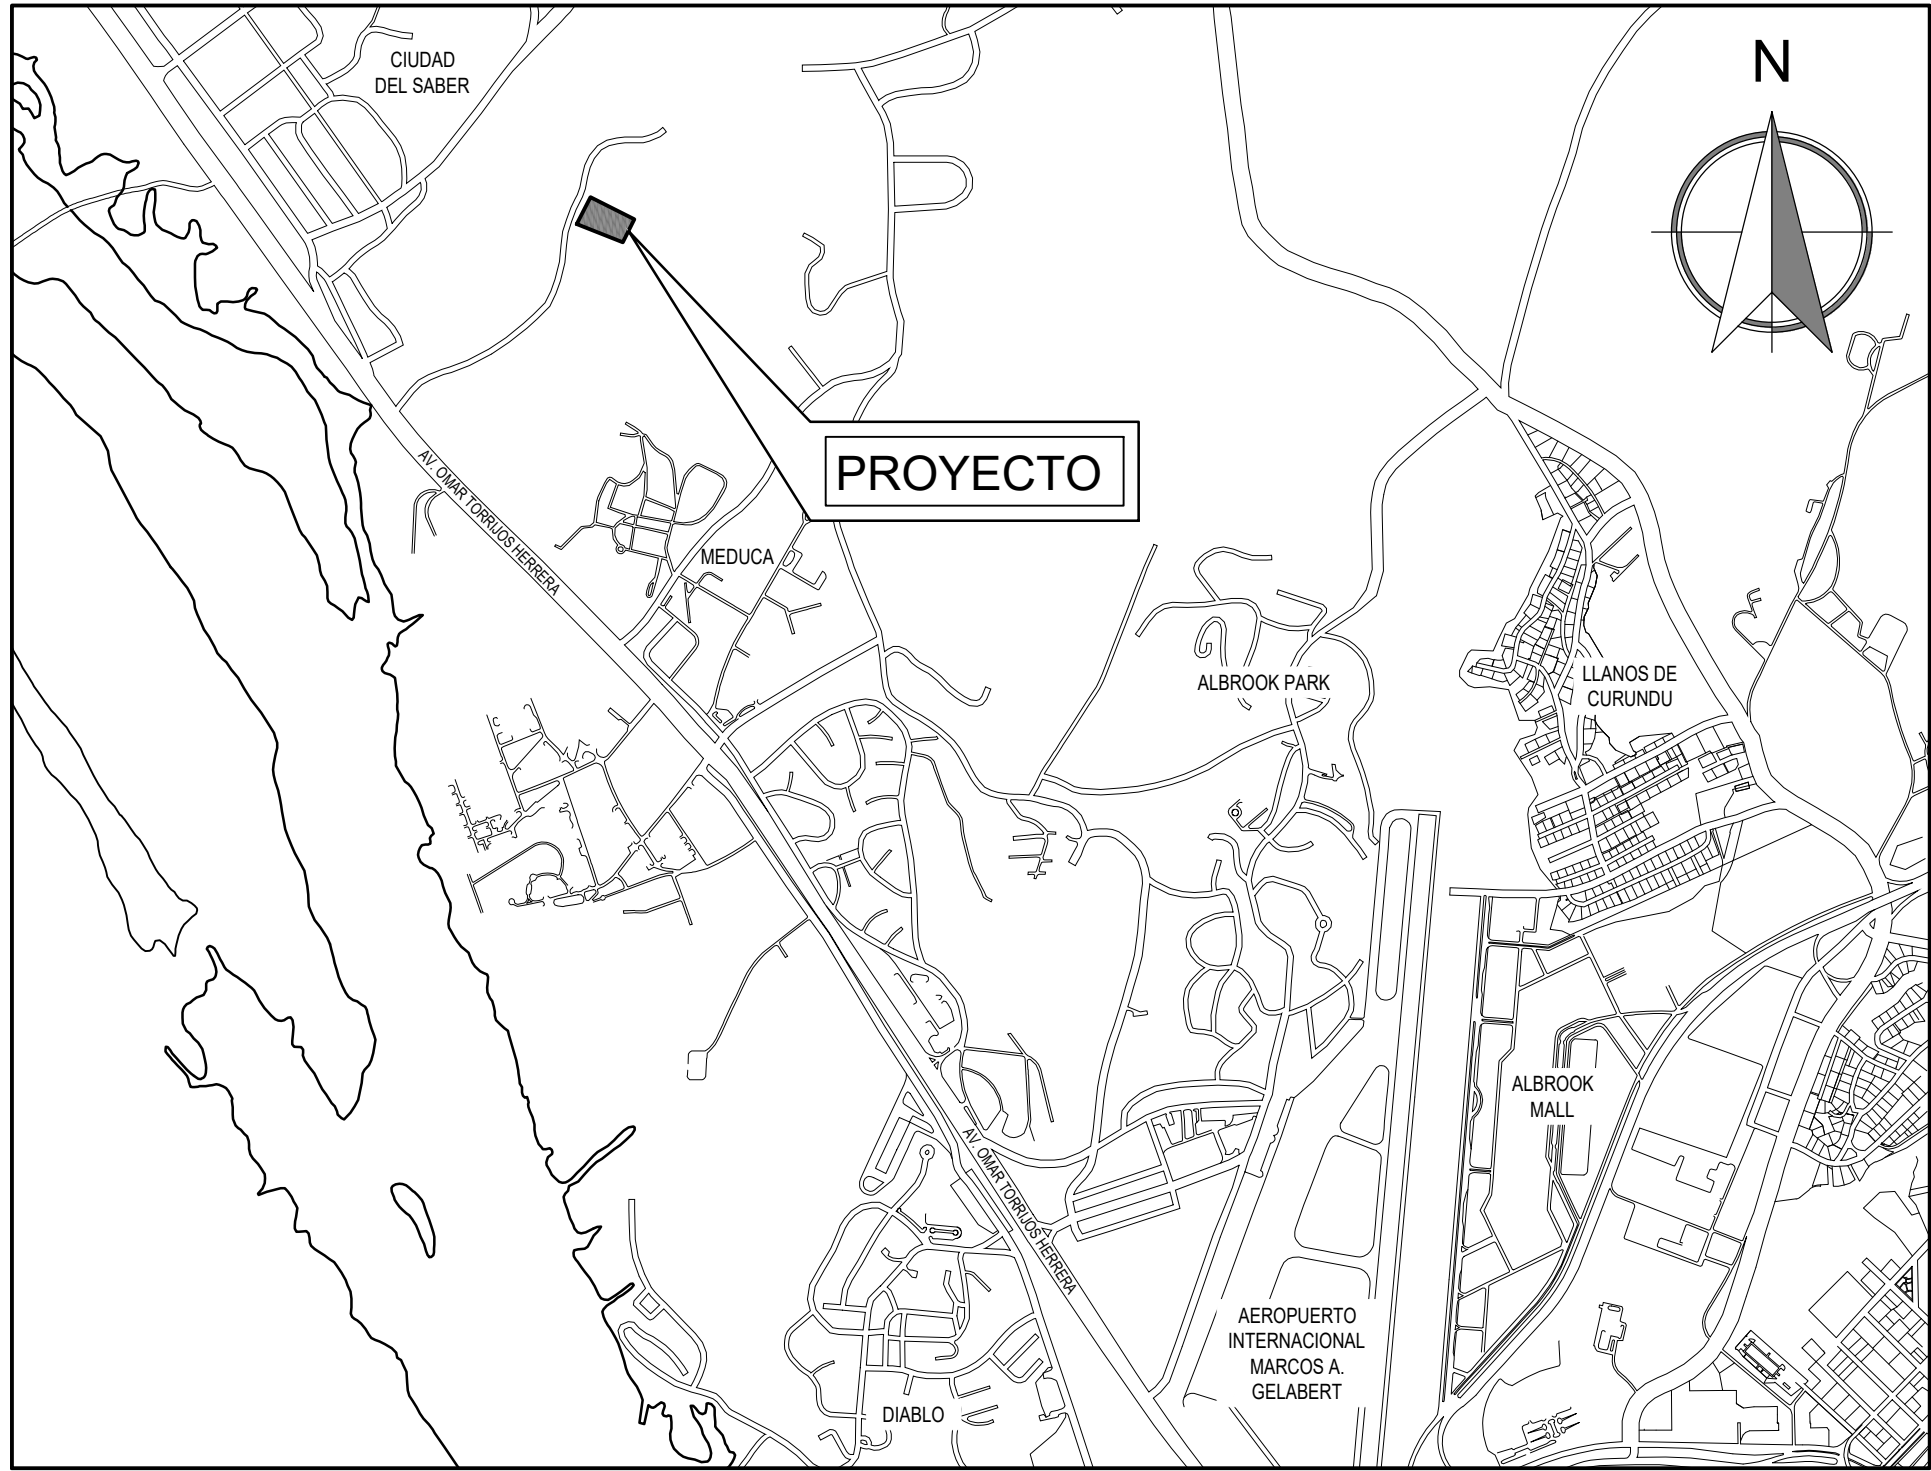 CIUDAD
DEL SABER
N
PROYECTO
AV. OMAR TORRIJOS HERRERA
MEDUCA
ALBROOK PARK
LLANOS DE
CURUNDU
ALBROOK
MALL
AV. OMAR TORRIJOS HERRERA
AEROPUERTO
INTERNACIONAL
MARCOS A.
GELABERT
DIABLO